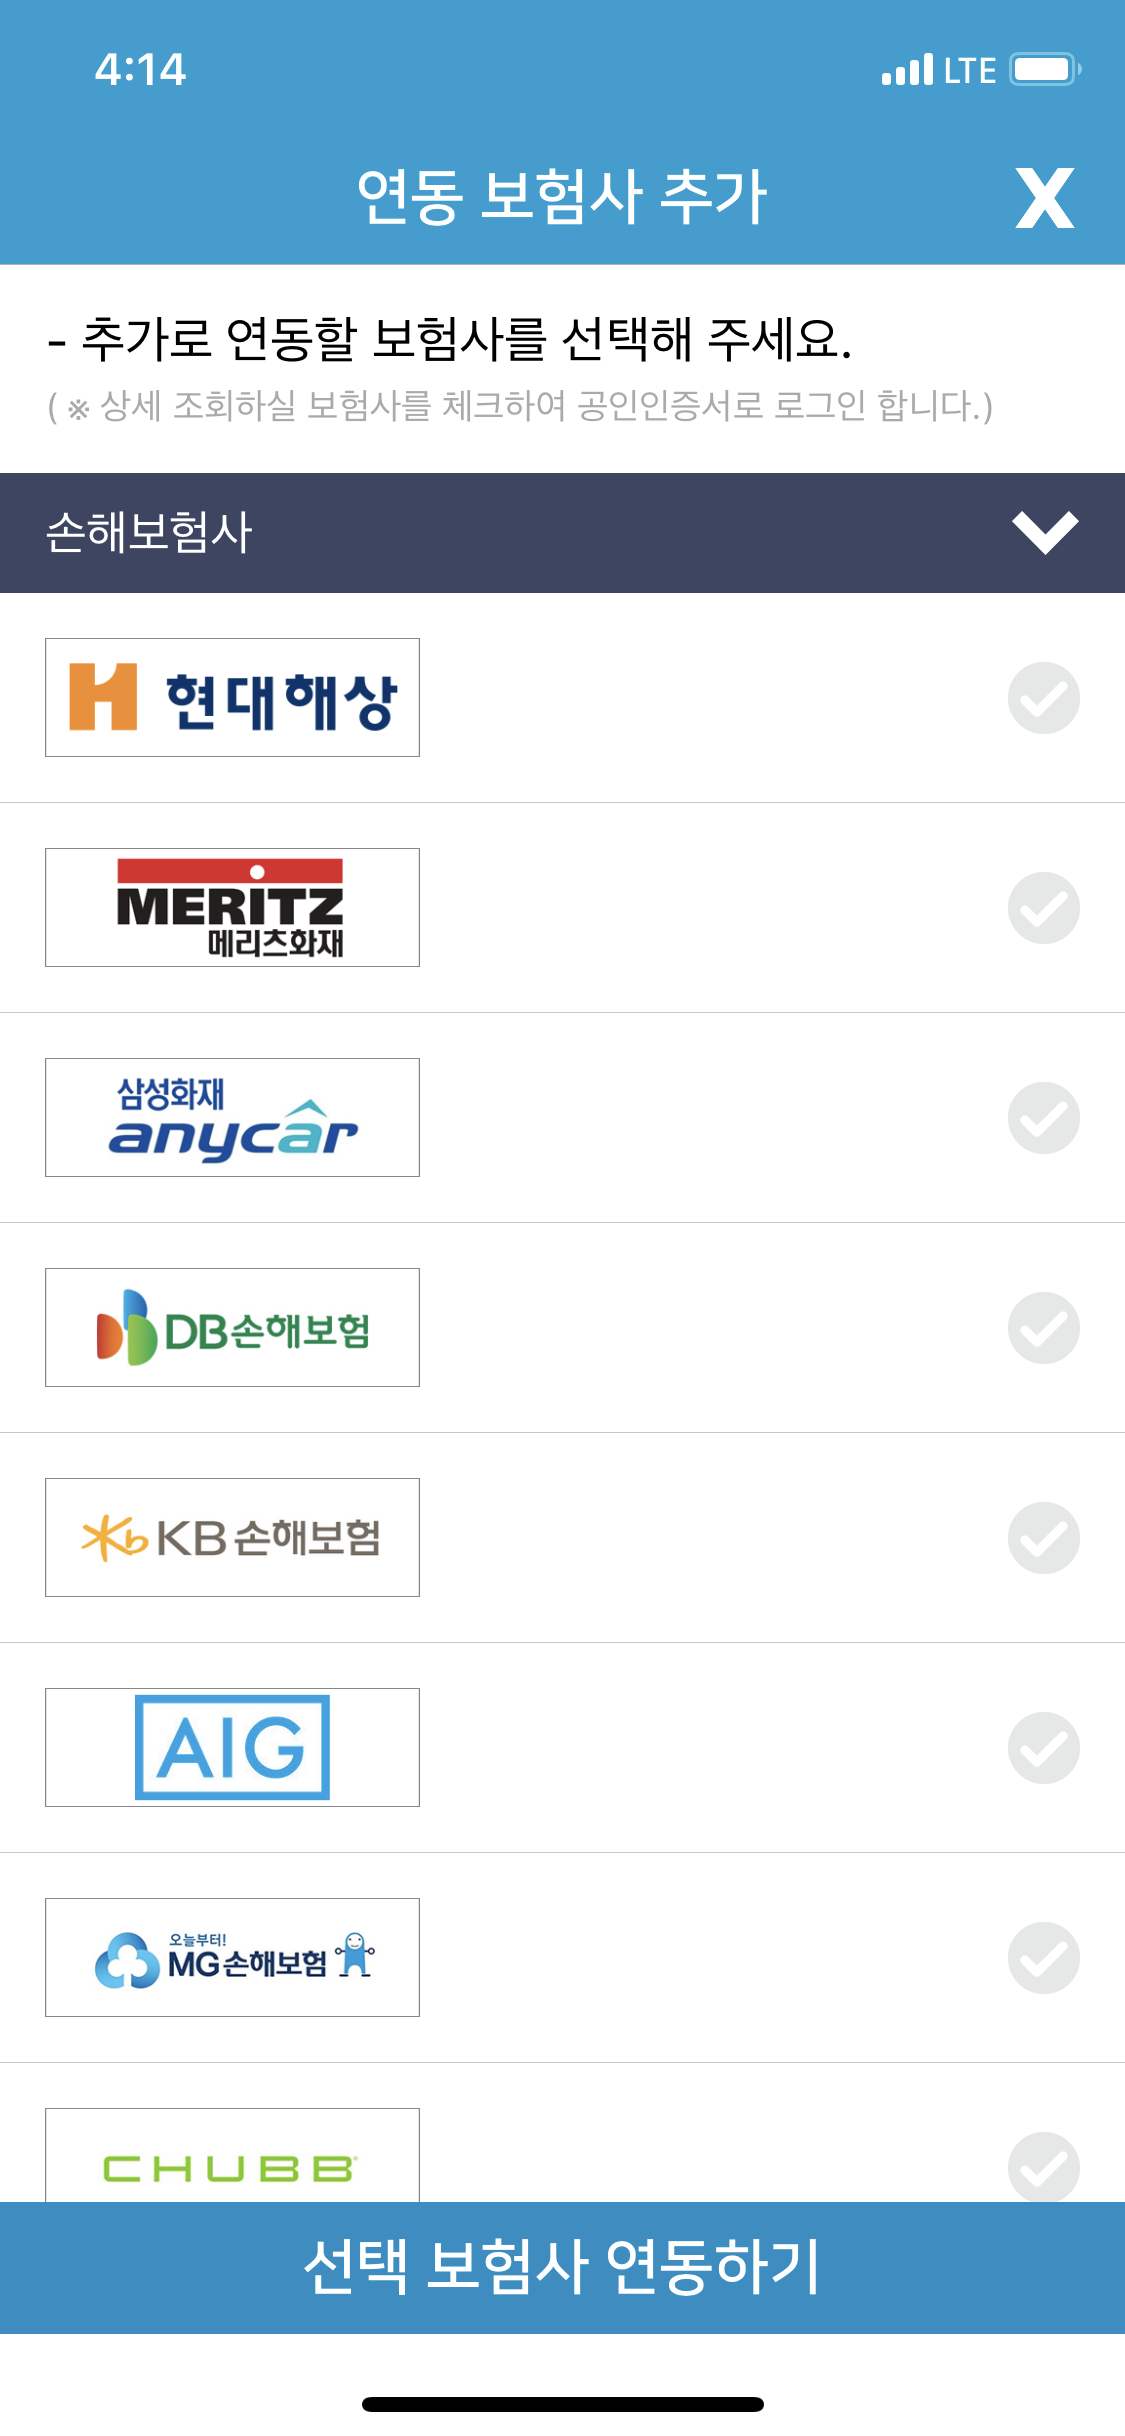 4:14
LTE
연동 보험사 추가
X
- 추가로 연동할 보험사를 선택해 주세요.
( ※ 상세 조회하실 보험사를 체크하여 공인인증서로 로그인 합니다.)
손해보험사
현대해상
MERITZ
메리츠화재
삼성화재
anycar
DB손해보험
KB손해보험
AIG
오늘부터!
MG손해보험
CHUBB
선택 보험사 연동하기